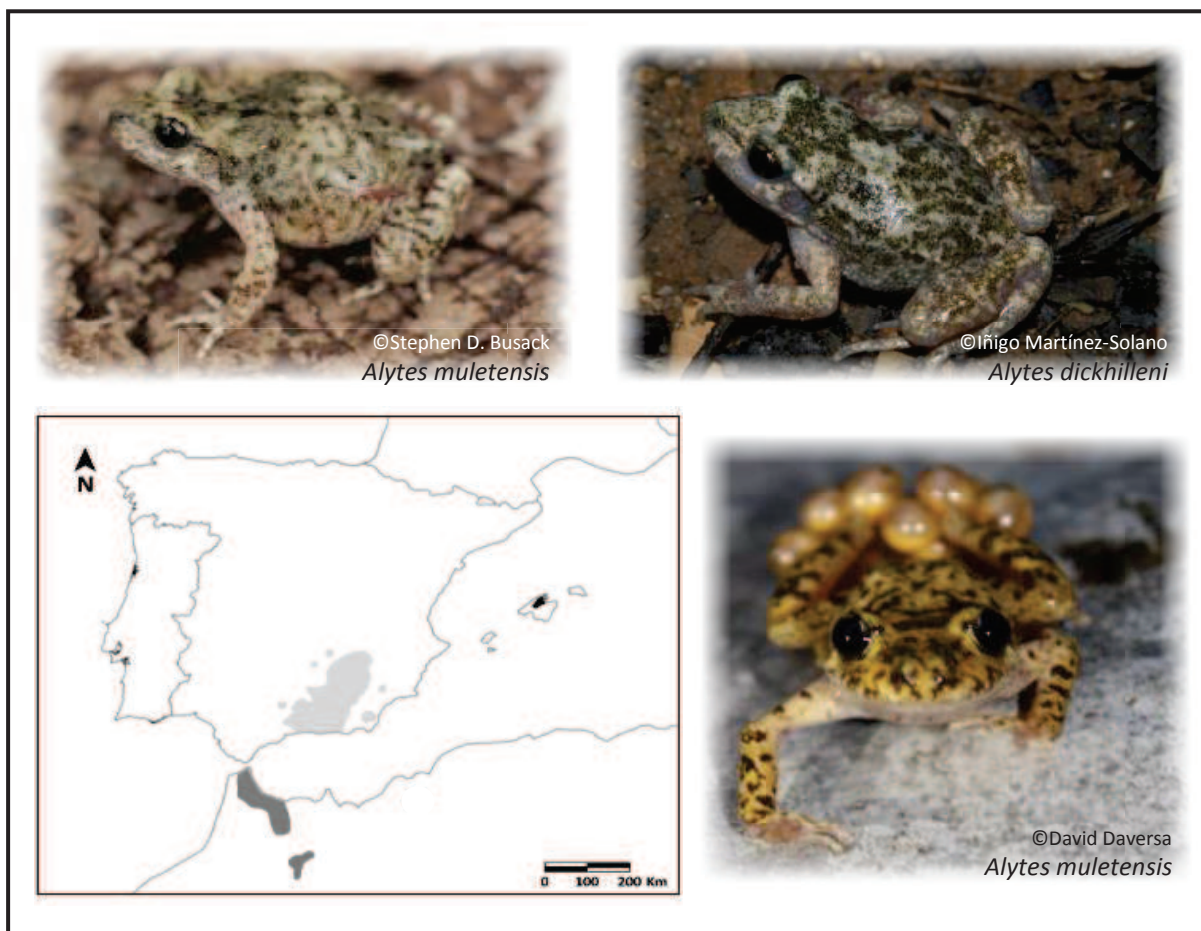 ©Stephen D. Busack
Alytes muletensis
©Iñigo Martínez-Solano
Alytes dickhilleni
N
0 100 200 Km
©David Daversa
Alytes muletensis